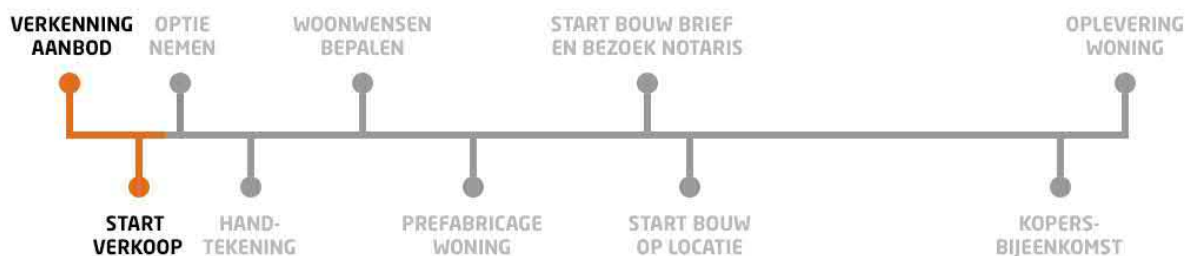 VERKENNING
AANBOD
OPTIE
NEMEN
WOONWENSEN
BEPALEN
START BOUW BRIEF
EN BEZOEK NOTARIS
OPLEVERING
WONING
START
VERKOOP
HAND-
TEKENING
PREFABRICAGE
WONING
START BOUW
OP LOCATIE
KOPERS-
BIJEENKOMST